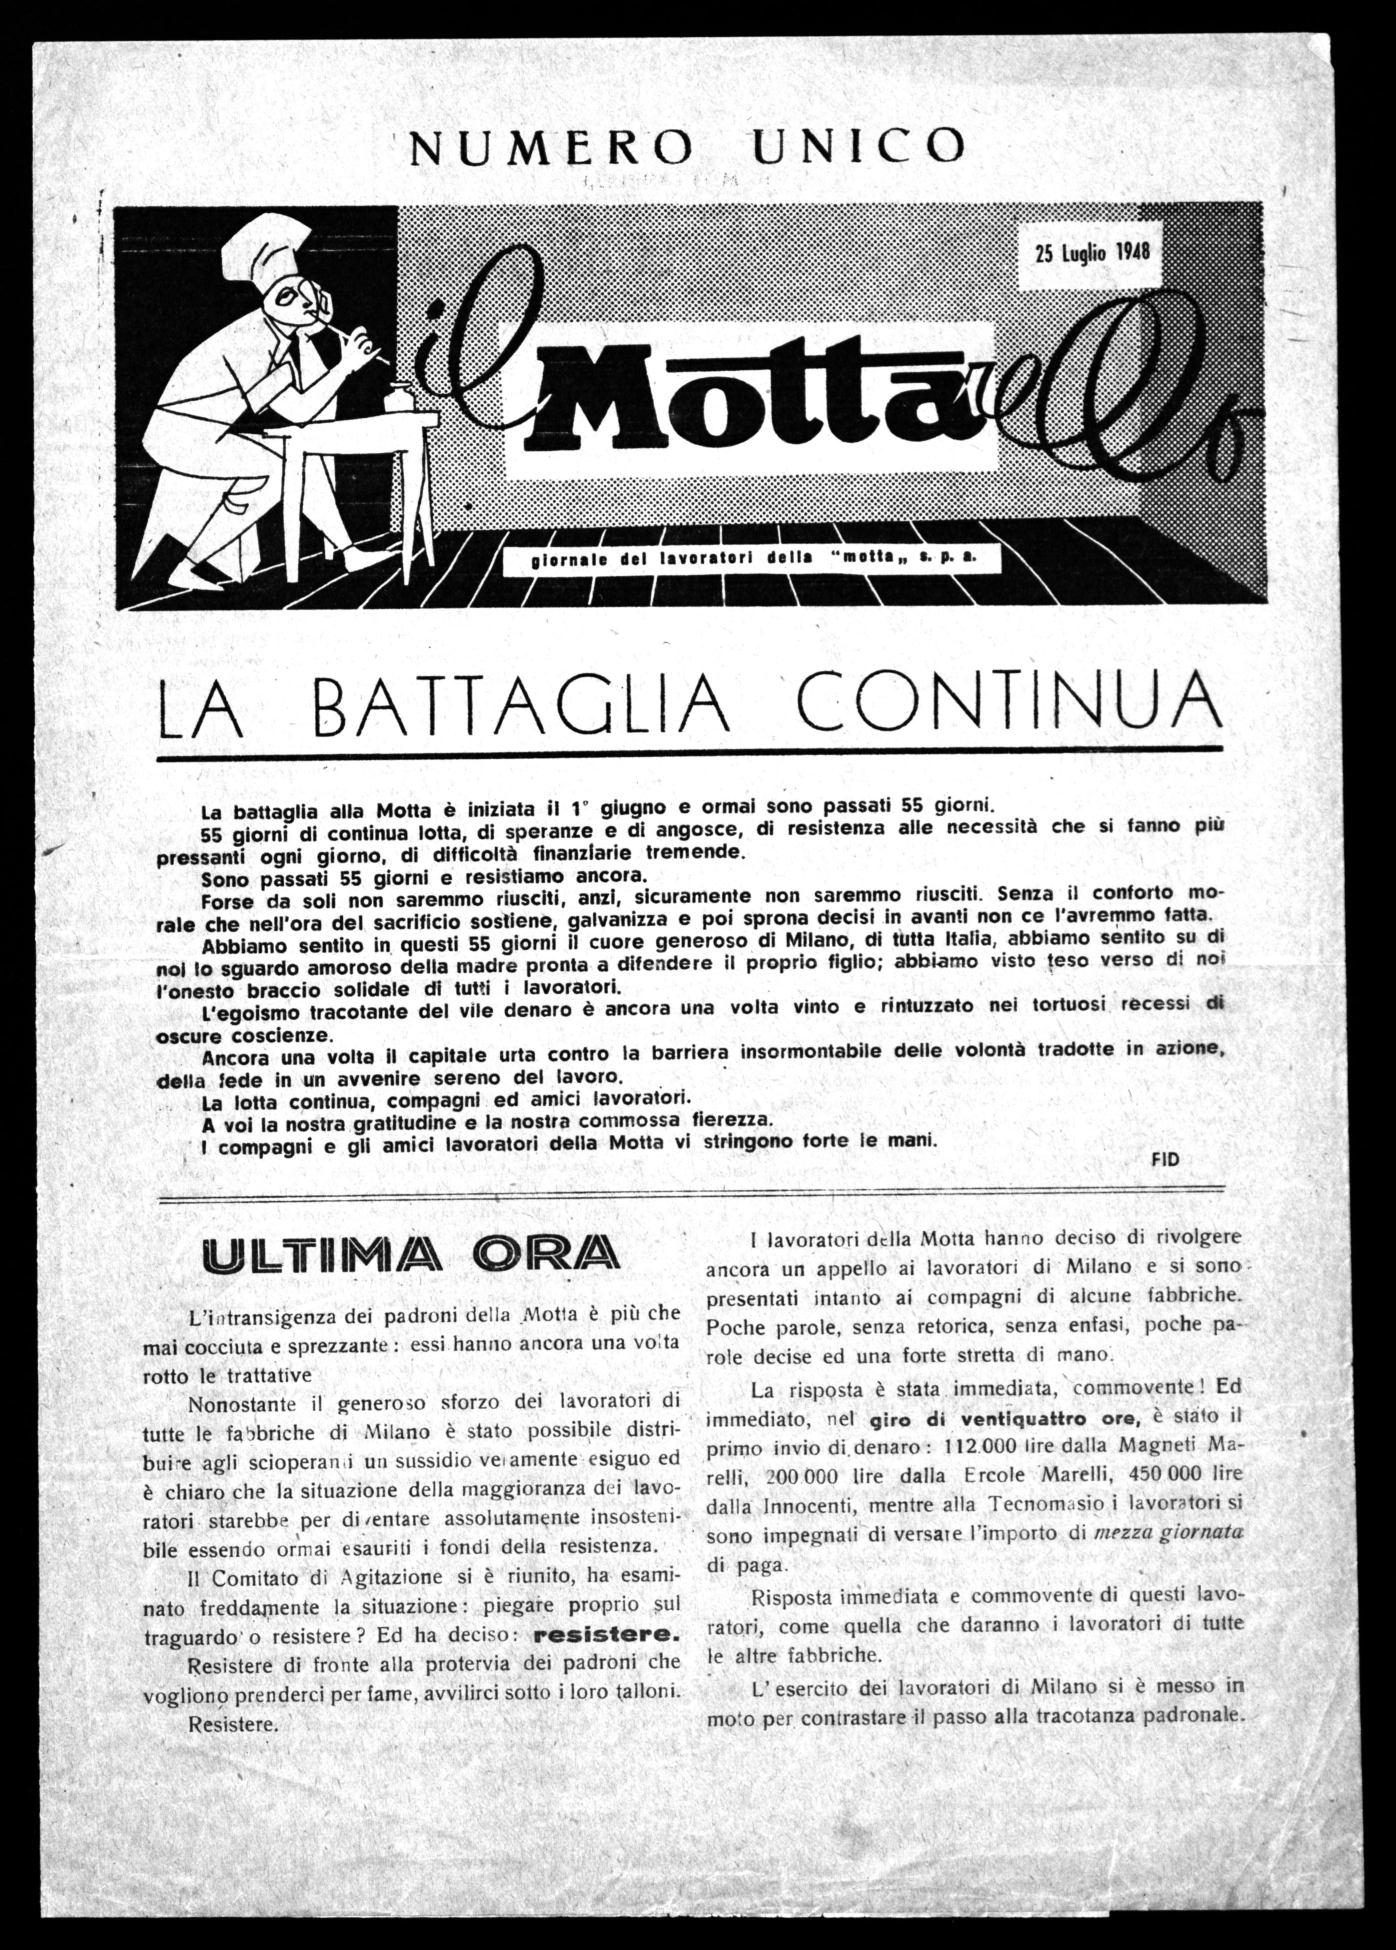 NUMERO UNICO
25 Luglio 1948
il Mottarello
giornale dei lavoratori della "motta„ s. p. a.
LA BATTAGLIA CONTINUA
La battaglia alla Motta è iniziata il 1° giugno e ormai sono passati 55 giorni.
55 giorni di continua lotta, di speranze e di angosce, di resistenza alle necessità che si fanno più
pressanti ogni giorno, di difficoltà finanziarie tremende.
Sono passati 55 giorni e resistiamo ancora.
Forse da soli non saremmo riusciti, anzi, sicuramente non saremmo riusciti. Senza il conforto mo-
rale che nell'ora del sacrificio sostiene, galvanizza e poi sprona decisi in avanti non ce l'avremmo fatta.
Abbiamo sentito in questi 55 giorni il cuore generoso di Milano, di tutta Italia, abbiamo sentito su di
noi lo sguardo amoroso della madre pronta a difendere il proprio figlio; abbiamo visto teso verso di noi
l'onesto braccio solidale di tutti i lavoratori.
L'egoismo tracotante del vile denaro è ancora una volta vinto e rintuzzato nei tortuosi recessi di
oscure coscienze.
Ancora una volta il capitale urta contro la barriera insormontabile delle volontà tradotte in azione,
della fede in un avvenire sereno del lavoro.
La lotta continua, compagni ed amici lavoratori.
A voi la nostra gratitudine e la nostra commossa fierezza.
I compagni e gli amici lavoratori della Motta vi stringono forte le mani.
FID
ULTIMA ORA
L'intransigenza dei padroni della Motta è più che
mai cocciuta e sprezzante: essi hanno ancora una volta
rotto le trattative
Nonostante il generoso sforzo dei lavoratori di
tutte le fabbriche di Milano è stato possibile distri-
buire agli scioperanti un sussidio veramente esiguo ed
è chiaro che la situazione della maggioranza dei lavo-
ratori starebbe per diventare assolutamente insosteni-
bile essendo ormai esauriti i fondi della resistenza.
Il Comitato di Agitazione si è riunito, ha esami-
nato freddamente la situazione: piegare proprio sul
traguardo o resistere? Ed ha deciso: resistere.
Resistere di fronte alla protervia dei padroni che
vogliono prenderci per fame, avvilirci sotto i loro talloni.
Resistere.
I lavoratori della Motta hanno deciso di rivolgere
ancora un appello ai lavoratori di Milano e si sono
presentati intanto ai compagni di alcune fabbriche.
Poche parole, senza retorica, senza enfasi, poche pa-
role decise ed una forte stretta di mano.
La risposta è stata immediata, commovente! Ed
immediato, nel giro di ventiquattro ore, è stato il
primo invio di denaro: 112.000 lire dalla Magneti Ma-
relli, 200 000 lire dalla Ercole Marelli, 450 000 lire
dalla Innocenti, mentre alla Tecnomasio i lavoratori si
sono impegnati di versare l'importo di mezza giornata
di paga.
Risposta immediata e commovente di questi lavo-
ratori, come quella che daranno i lavoratori di tutte
le altre fabbriche.
L' esercito dei lavoratori di Milano si è messo in
moto per contrastare il passo alla tracotanza padronale.